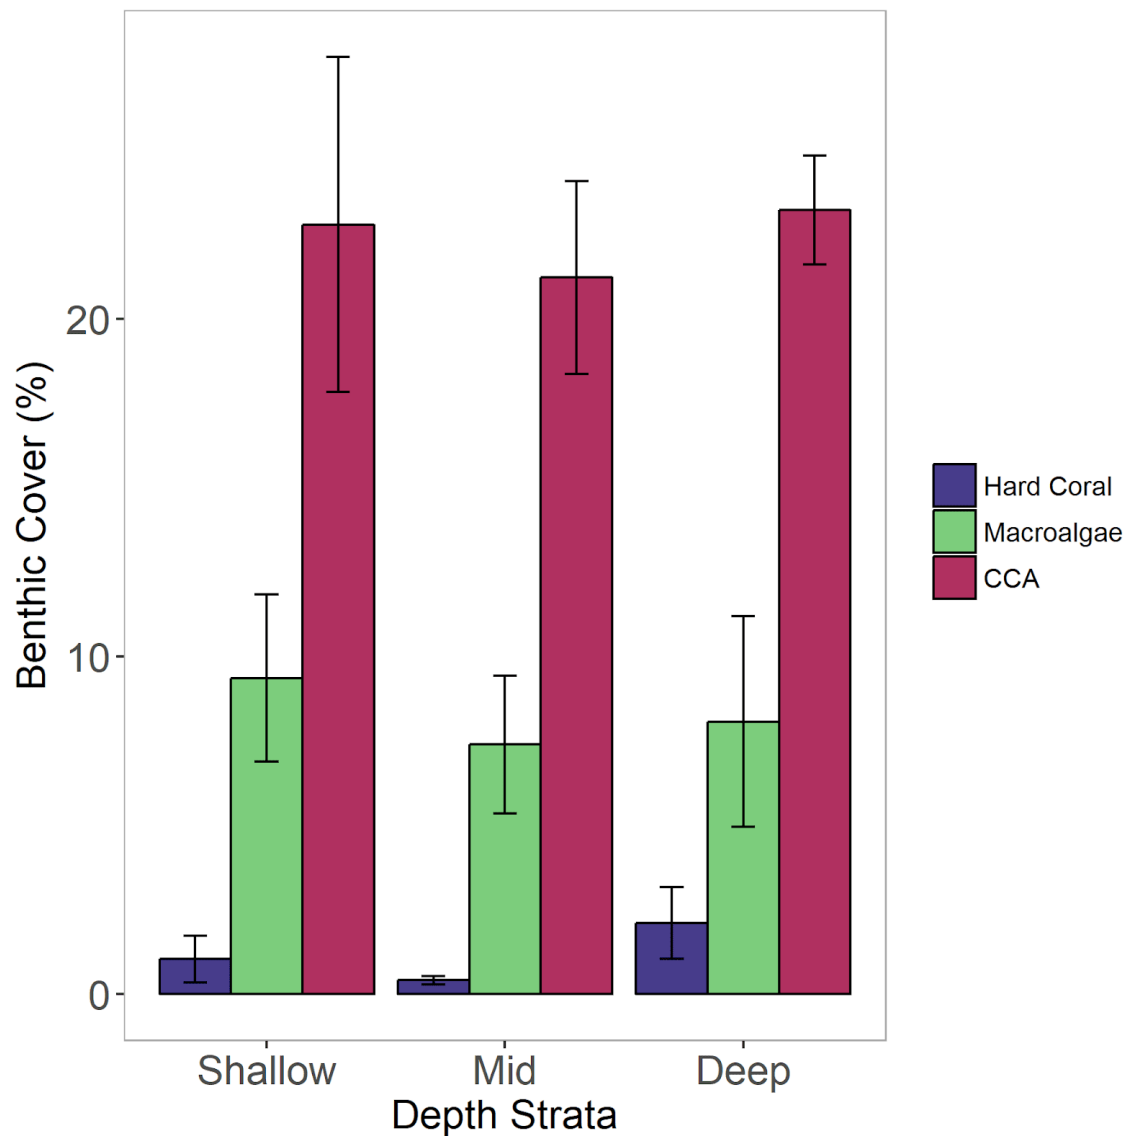 Benthic Cover (%)
20
10
0
Shallow Mid Deep
Depth Strata
Hard Coral
Macroalgae
CCA